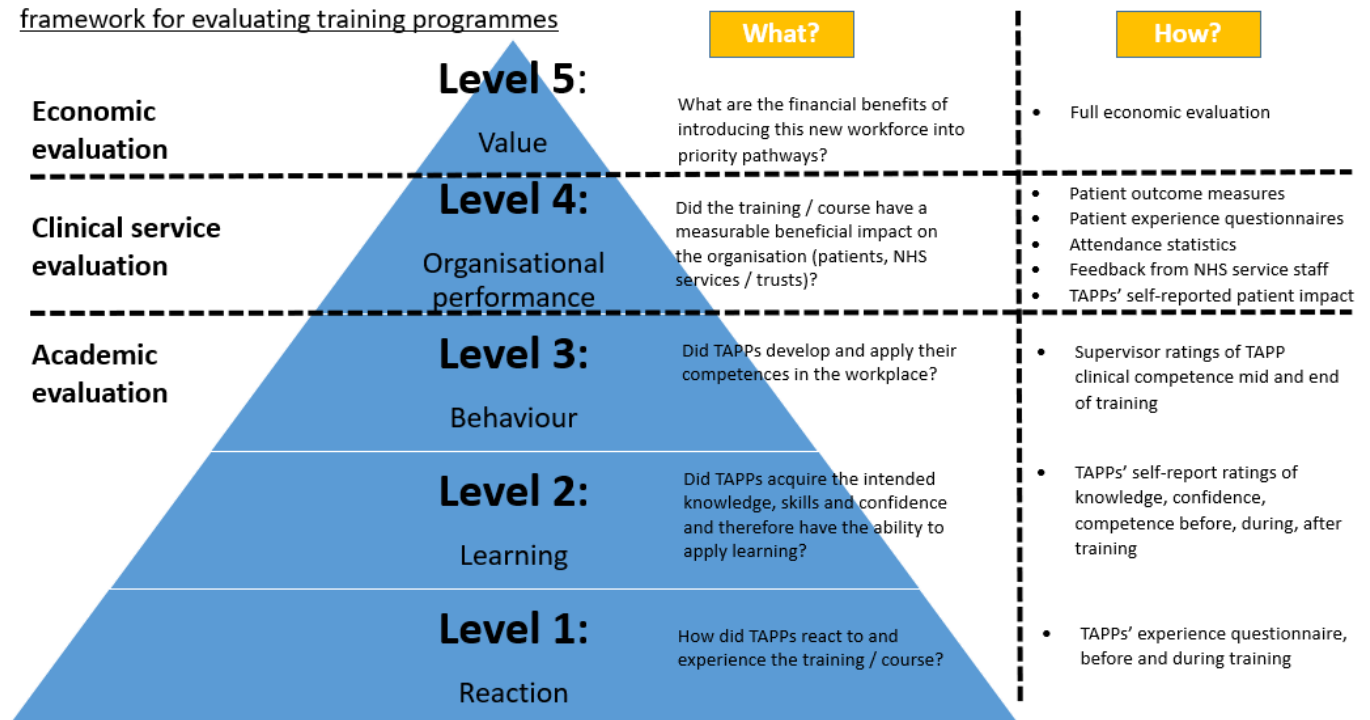 framework for evaluating training programmes
What?
How?
Economic
evaluation
Level 5:
Value
What are the financial benefits of
introducing this new workforce into
priority pathways?
• Full economic evaluation
Clinical service
evaluation
Level 4:
Organisational
performance
Did the training / course have a
measurable beneficial impact on
the organisation (patients, NHS
services / trusts)?
• Patient outcome measures
• Patient experience questionnaires
• Attendance statistics
• Feedback from NHS service staff
• TAPPs' self-reported patient impact
Academic
evaluation
Level 3:
Behaviour
Did TAPPs develop and apply their
competences in the workplace?
• Supervisor ratings of TAPP
clinical competence mid and end
of training
Level 2:
Learning
Did TAPPs acquire the intended
knowledge, skills and confidence
and therefore have the ability to
apply learning?
• TAPPs' self-report ratings of
knowledge, confidence,
competence before, during, after
training
Level 1:
Reaction
How did TAPPs react to and
experience the training / course?
• TAPPs' experience questionnaire,
before and during training